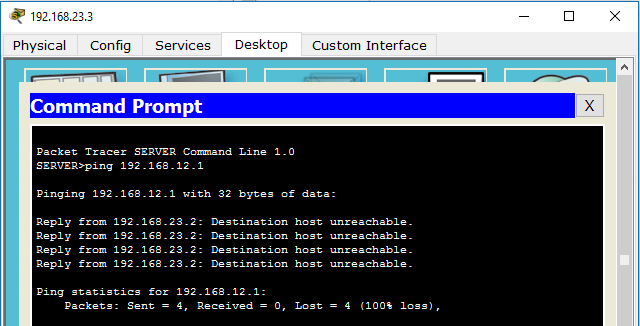 192.168.23.3
Physical Config Services Desktop Custom Interface
Command Prompt X
Packet Tracer SERVER Command Line 1.0
SERVER>ping 192.168.12.1
Pinging 192.168.12.1 with 32 bytes of data:
Reply from 192.168.23.2: Destination host unreachable.
Reply from 192.168.23.2: Destination host unreachable.
Reply from 192.168.23.2: Destination host unreachable.
Reply from 192.168.23.2: Destination host unreachable.
Ping statistics for 192.168.12.1:
Packets: Sent = 4, Received = 0, Lost = 4 (100% loss),